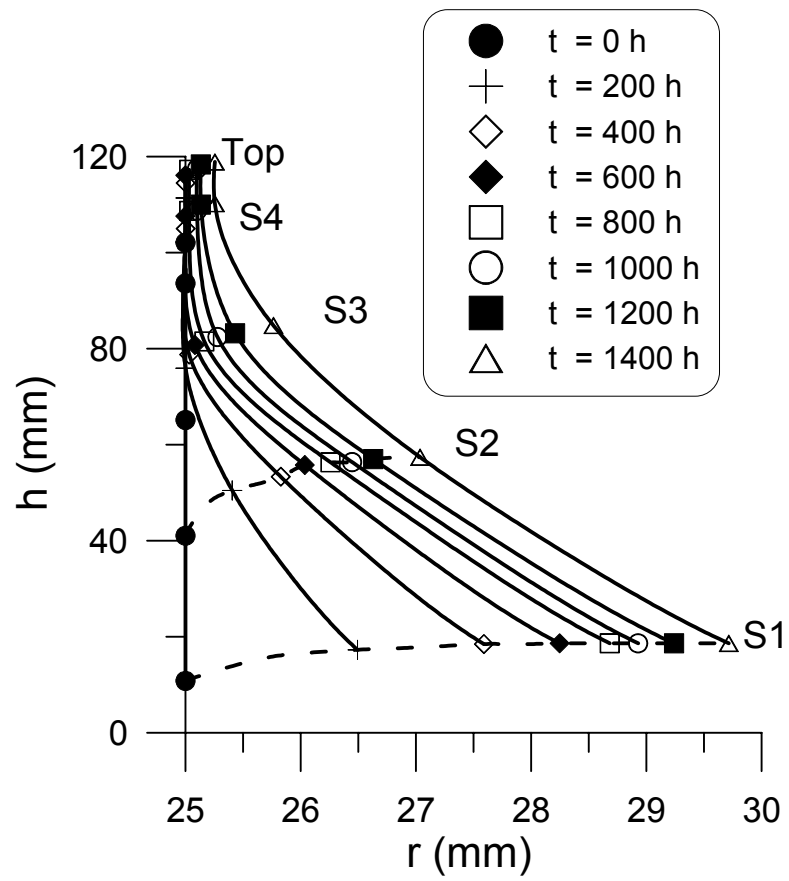 t = 0 h
t = 200 h
t = 400 h
t = 600 h
t = 800 h
t = 1000 h
t = 1200 h
t = 1400 h
120
Top
S4
S3
80
S2
h (mm)
40
S1
0
25 26 27 28 29 30
r (mm)